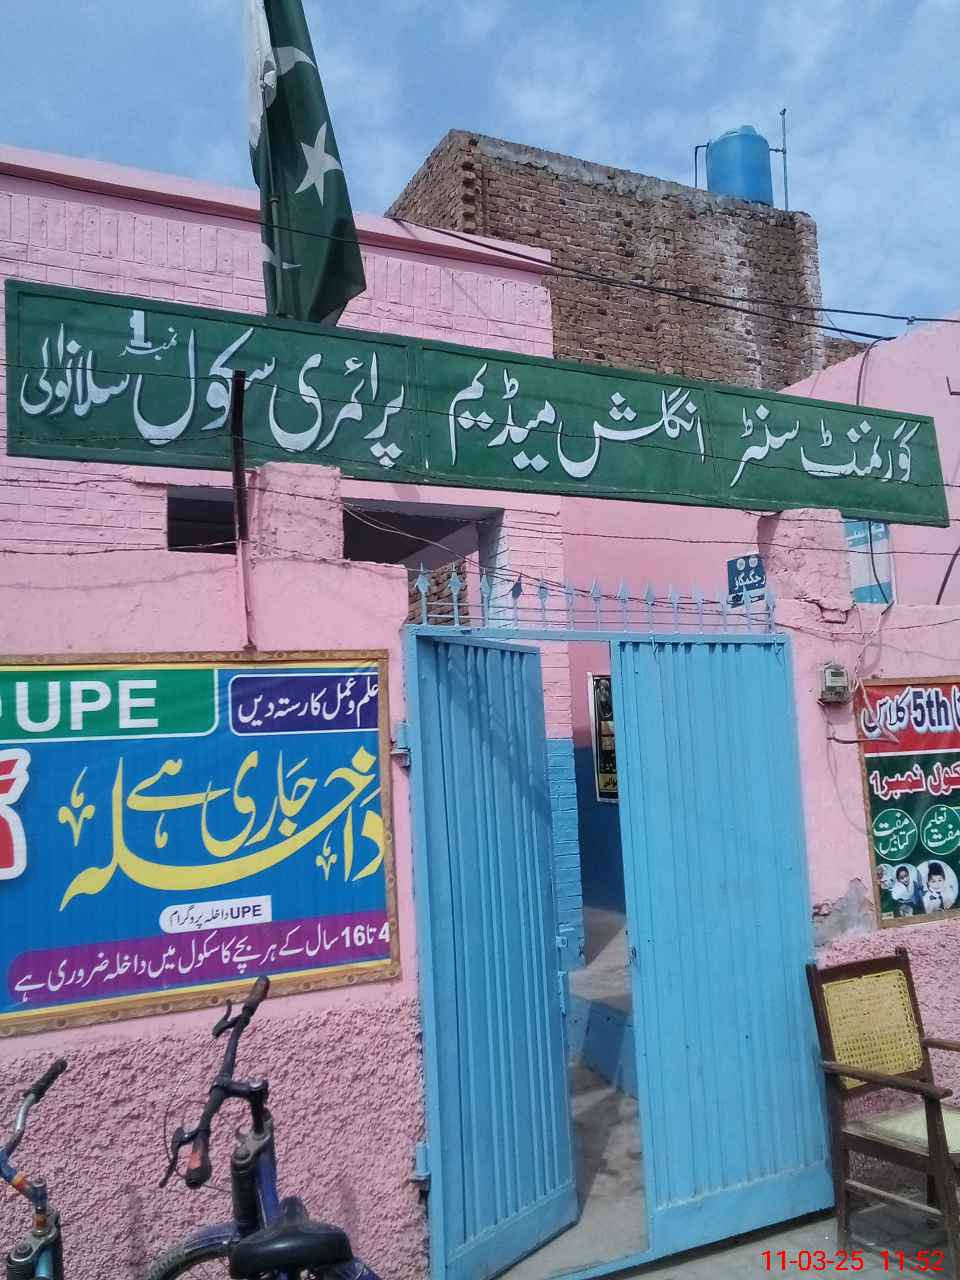 گورنمنٹ سنٹر انگلش میڈیم پرائمری سکول نمبر 1 سلانوالی
UPE
علم و عمل کا رستہ دیں
داخلہ جاری ہے
UPE داخلہ پروگرام
4 تا 16 سال کے ہر بچے کا سکول میں داخلہ ضروری ہے
5th کلاس
کول نمبر 1
تعلیم مفت
مفت کتابیں
11-03-25 11:52